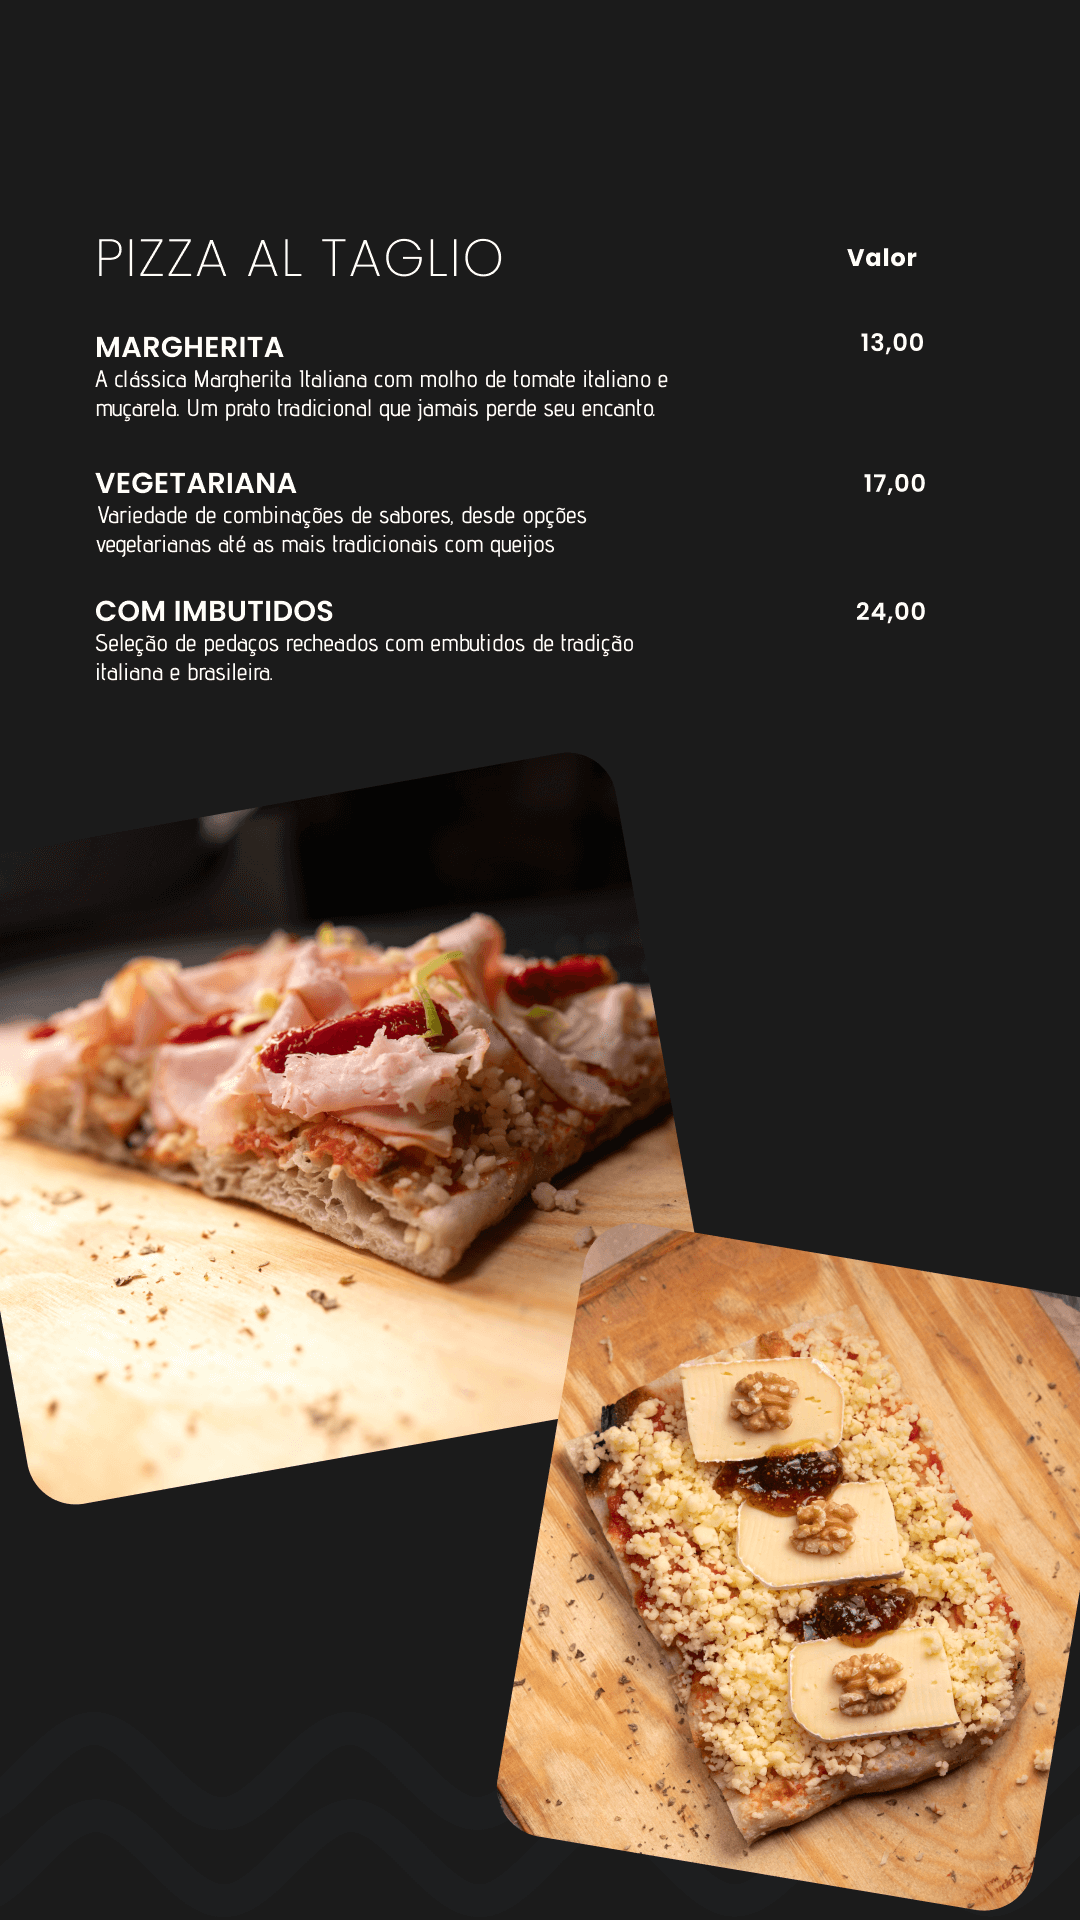 PIZZA AL TAGLIO
Valor
MARGHERITA
13,00
A clássica Margherita Italiana com molho de tomate italiano e
muçarela. Um prato tradicional que jamais perde seu encanto.
VEGETARIANA
17,00
Variedade de combinações de sabores, desde opções
vegetarianas até as mais tradicionais com queijos
COM IMBUTIDOS
24,00
Seleção de pedaços recheados com embutidos de tradição
italiana e brasileira.